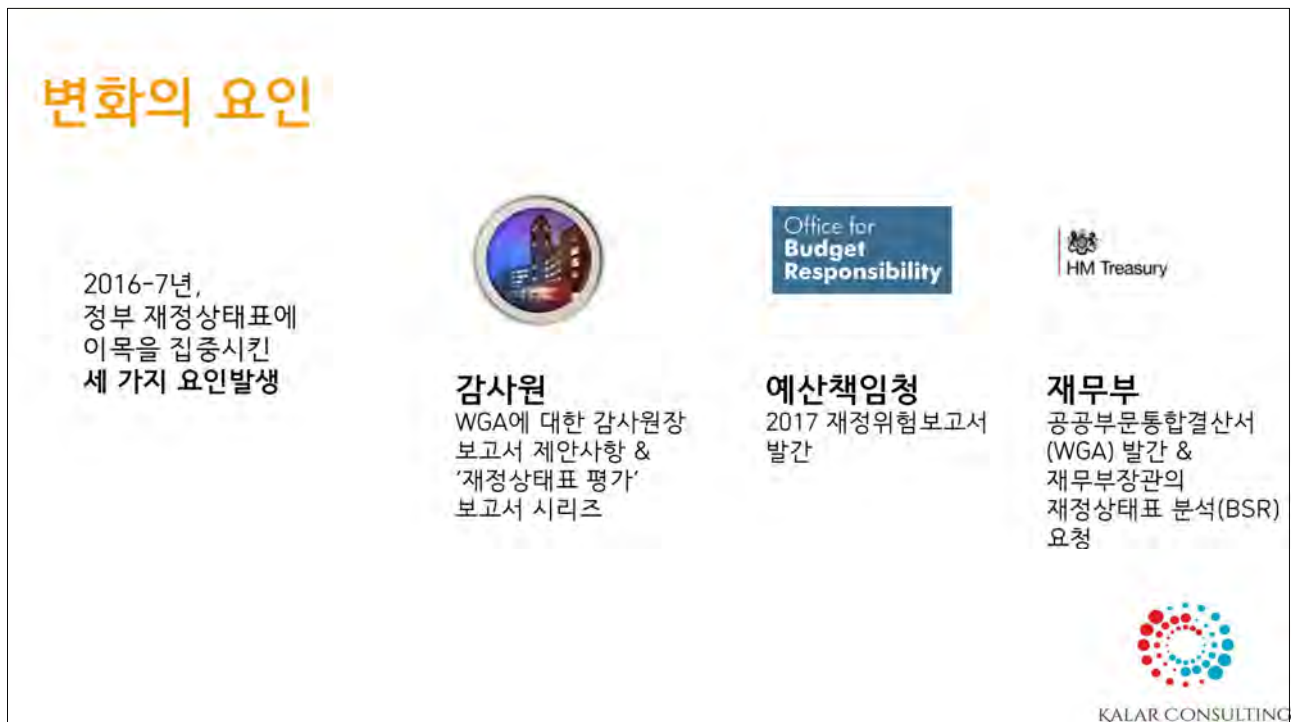 변화의 요인
2016-7년,
정부 재정상태표에
이목을 집중시킨
세 가지 요인발생
감사원
WGA에 대한 감사원장
보고서 제안사항 &
'재정상태표 평가'
보고서 시리즈
Office for
Budget
Responsibility
예산책임청
2017 재정위험보고서
발간
HM Treasury
재무부
공공부문통합결산서
(WGA) 발간 &
재무부장관의
재정상태표 분석(BSR)
요청
KALAR CONSULTING